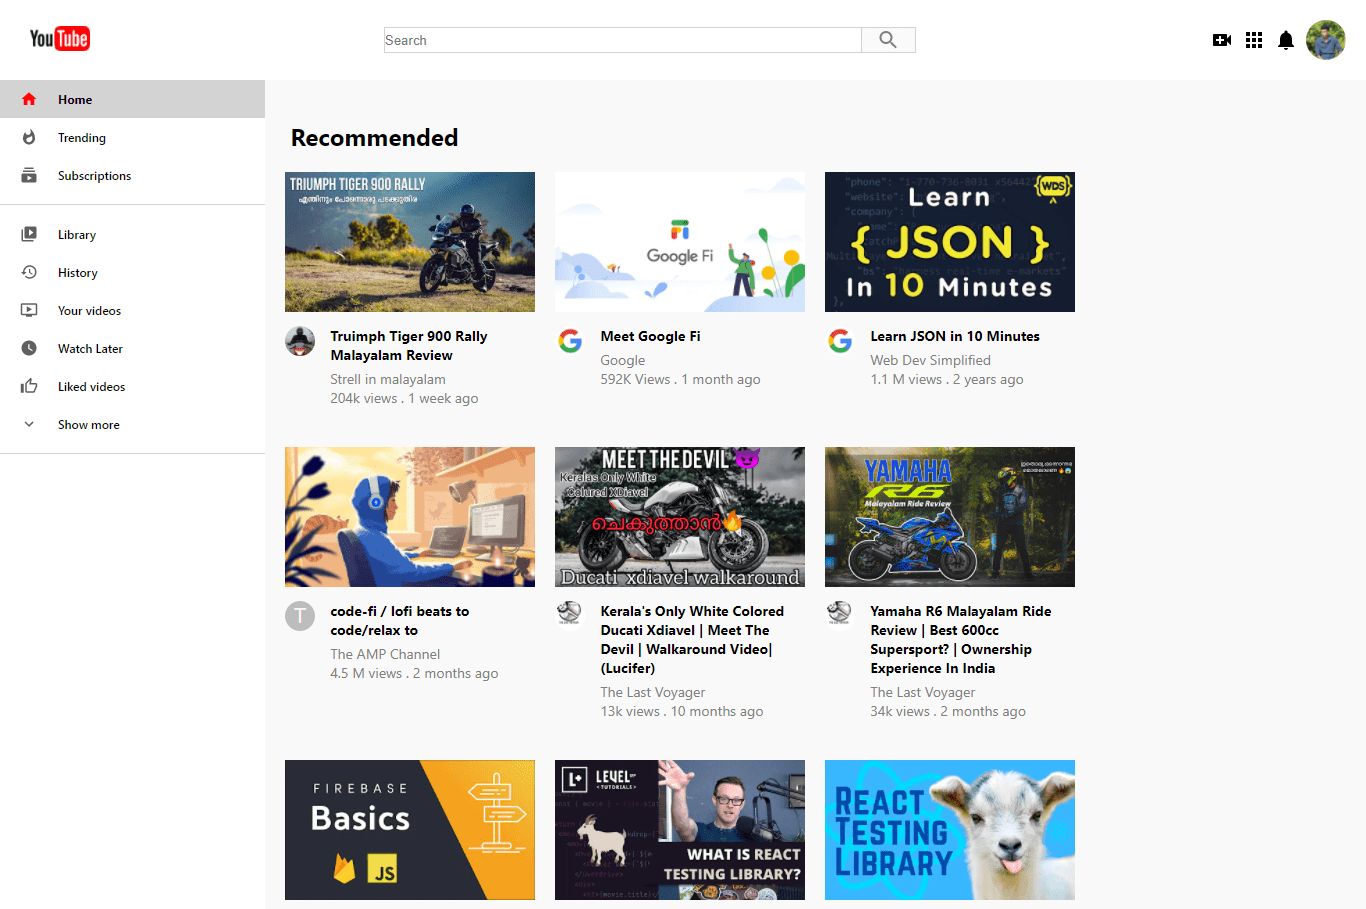 YouTube
Search
Home
Trending
Subscriptions
Library
History
Your videos
Watch Later
Liked videos
Show more
Recommended
TRIUMPH TIGER 900 RALLY
എന്തിനും പോന്നൊരു പടക്കുതിര
Fi
Google Fi
WDS
Learn
{ JSON }
In 10 Minutes
Truimph Tiger 900 Rally
Malayalam Review
Strell in malayalam
204k views . 1 week ago
Meet Google Fi
Google
592K Views . 1 month ago
Learn JSON in 10 Minutes
Web Dev Simplified
1.1 M views . 2 years ago
MEET THE DEVIL
Keralas Only White
Colured XDiavel
ചെകുത്താൻ
Ducati xdiavel walkaround
YAMAHA
R6
Malayalam Ride Review
T
code-fi / lofi beats to
code/relax to
The AMP Channel
4.5 M views . 2 months ago
Kerala's Only White Colored
Ducati Xdiavel | Meet The
Devil | Walkaround Video|
(Lucifer)
The Last Voyager
13k views . 10 months ago
Yamaha R6 Malayalam Ride
Review | Best 600cc
Supersport? | Ownership
Experience In India
The Last Voyager
34k views . 2 months ago
FIREBASE
Basics
JS
L+ LEVEL UP
TUTORIALS
WHAT IS REACT
TESTING LIBRARY?
REACT
TESTING
LIBRARY